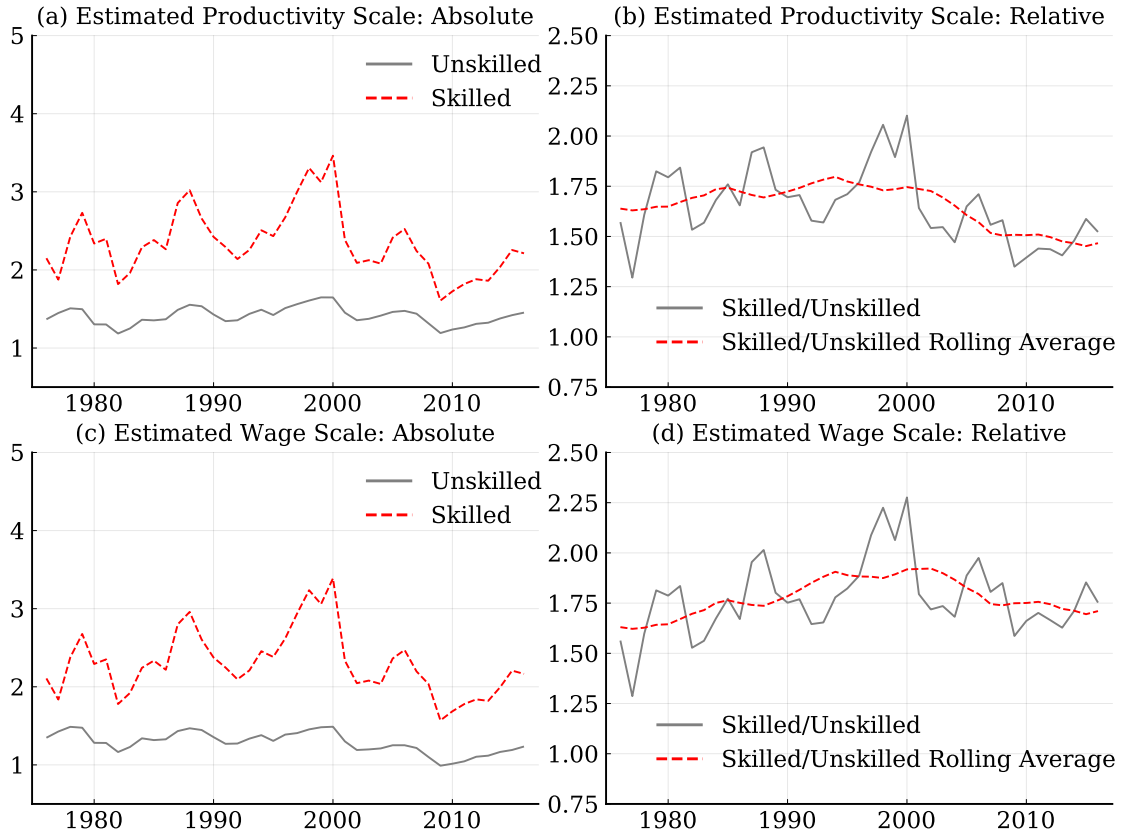 (a) Estimated Productivity Scale: Absolute
5
4
3
2
1
Unskilled
Skilled
1980 1990 2000 2010
(b) Estimated Productivity Scale: Relative
2.50
2.25
2.00
1.75
1.50
1.25
1.00
0.75
Skilled/Unskilled
Skilled/Unskilled Rolling Average
1980 1990 2000 2010
(c) Estimated Wage Scale: Absolute
5
4
3
2
1
Unskilled
Skilled
1980 1990 2000 2010
(d) Estimated Wage Scale: Relative
2.50
2.25
2.00
1.75
1.50
1.25
1.00
0.75
Skilled/Unskilled
Skilled/Unskilled Rolling Average
1980 1990 2000 2010